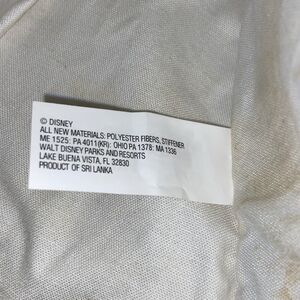 © DISNEY
ALL NEW MATERIALS: POLYESTER FIBERS, STIFFENER
ME 1525: PA 4011(KR): OHIO PA 1378: MA 1336
WALT DISNEY PARKS AND RESORTS
LAKE BUENA VISTA, FL 32830
PRODUCT OF SRI LANKA